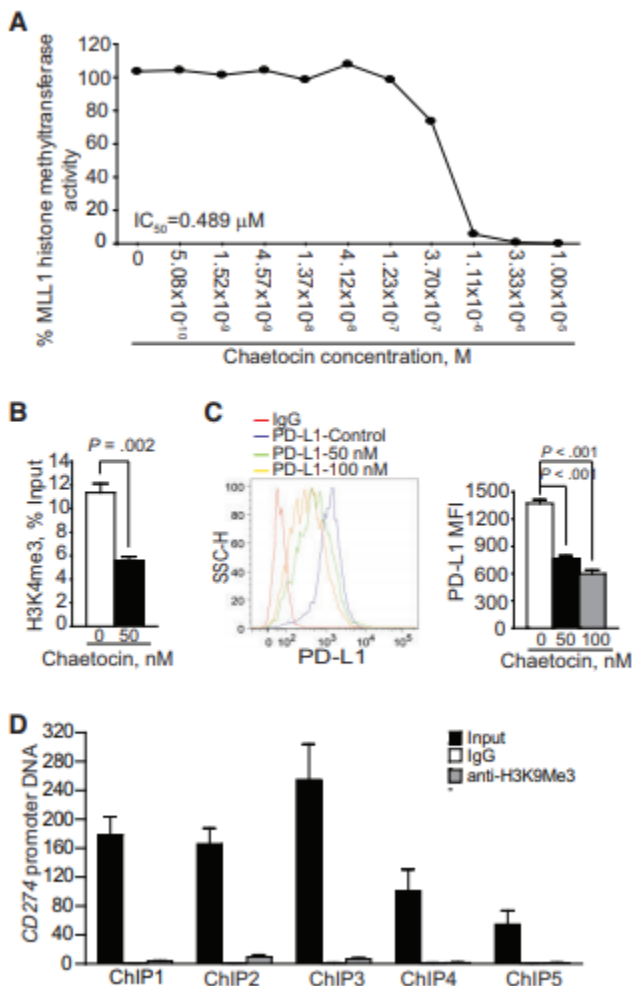 A
% MLL1 histone methyltransferase
activity
120
100
80
60
40
20
0
IC50=0.489 µM
0
5.08x10-10
1.52x10-9
4.57x10-9
1.37x10-8
4.12x10-8
1.23x10-7
3.70x10-7
1.11x10-6
3.33x10-6
1.00x10-5
Chaetocin concentration, M
B
P = .002
H3K4me3, % Input
14
12
10
8
6
4
2
0
0 50
Chaetocin, nM
C
IgG
PD-L1-Control
PD-L1-50 nM
PD-L1-100 nM
SSC-H
100
80
60
40
20
0
0 102 103 104 105
PD-L1
P < .001
P < .001
PD-L1 MFI
1500
1200
900
600
300
0
0 50 100
Chaetocin, nM
D
CD274 promoter DNA
320
280
240
200
160
120
80
40
0
Input
IgG
anti-H3K9Me3
ChIP1 ChIP2 ChIP3 ChIP4 ChIP5